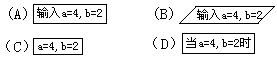 (A) 输入a=4, b=2 (B) 输入a=4, b=2
(C) a=4, b=2 (D) 当a=4, b=2时